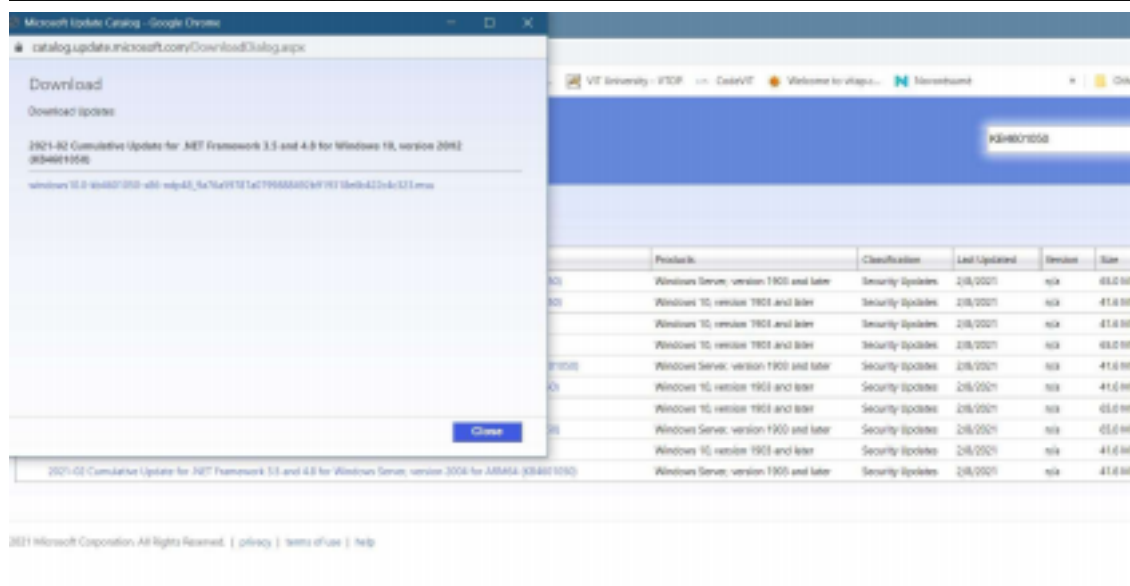 Microsoft Update Catalog - Google Chrome
catalog.update.microsoft.com/DownloadDialog.aspx
VIT University - VTOP CodeVIT Welcome to vitap.c...
Download
Download Updates
2021-02 Cumulative Update for .NET Framework 3.5 and 4.8 for Windows 10, version 20H2
(KB4601050)
KB4601050
Products Classification Last Updated Version Size
Windows Server, version 1903 and later Security Updates 2/8/2021 n/a
Windows 10, version 1903 and later Security Updates 2/8/2021 n/a
Windows 10, version 1903 and later Security Updates 2/8/2021 n/a
Windows 10, version 1903 and later Security Updates 2/8/2021 n/a
Windows Server, version 1903 and later Security Updates 2/8/2021 n/a
Windows 10, version 1903 and later Security Updates 2/8/2021 n/a
Windows 10, version 1903 and later Security Updates 2/8/2021 n/a
Windows Server, version 1903 and later Security Updates 2/8/2021 n/a
Close
Windows 10, version 1903 and later Security Updates 2/8/2021 n/a
2021-02 Cumulative Update for .NET Framework 3.5 and 4.8 for Windows Server, version 2004 for ARM64 (KB4601050) Windows Server, version 1903 and later Security Updates 2/8/2021 n/a
2021 Microsoft Corporation. All Rights Reserved. | privacy | terms of use | help